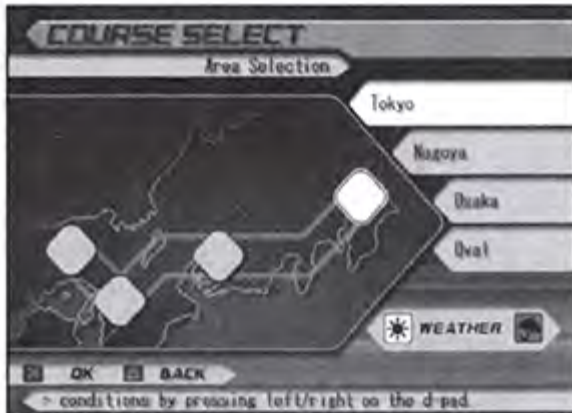 COURSE SELECT
Area Selection
Tokyo
Nagoya
Osaka
Oval
WEATHER
OK BACK
> conditions by pressing left/right on the d-pad